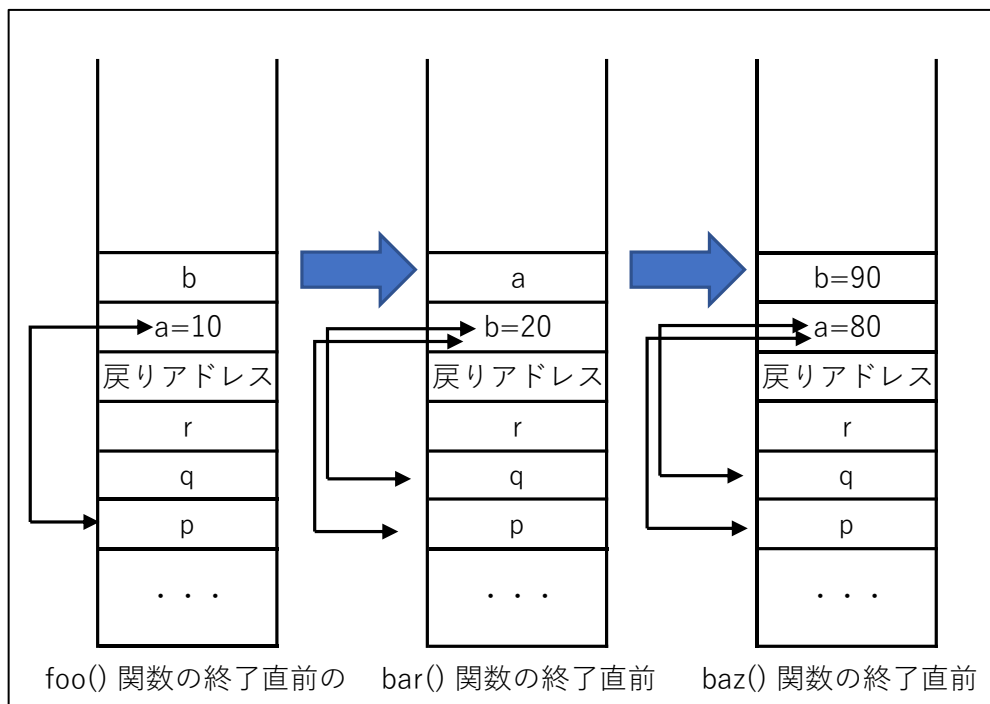 b
a=10
戻りアドレス
r
q
p
・・・
foo() 関数の終了直前の
a
b=20
戻りアドレス
r
q
p
・・・
bar() 関数の終了直前
b=90
a=80
戻りアドレス
r
q
p
・・・
baz() 関数の終了直前